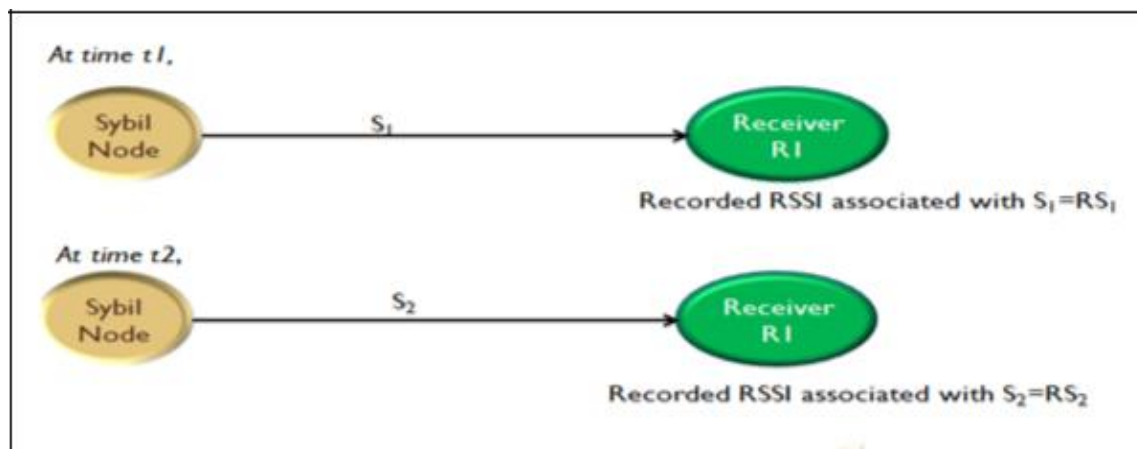 At time t1,
Sybil
Node
S₁
Receiver
R1
Recorded RSSI associated with S₁=RS₁
At time t2,
Sybil
Node
S₂
Receiver
R1
Recorded RSSI associated with S₂=RS₂